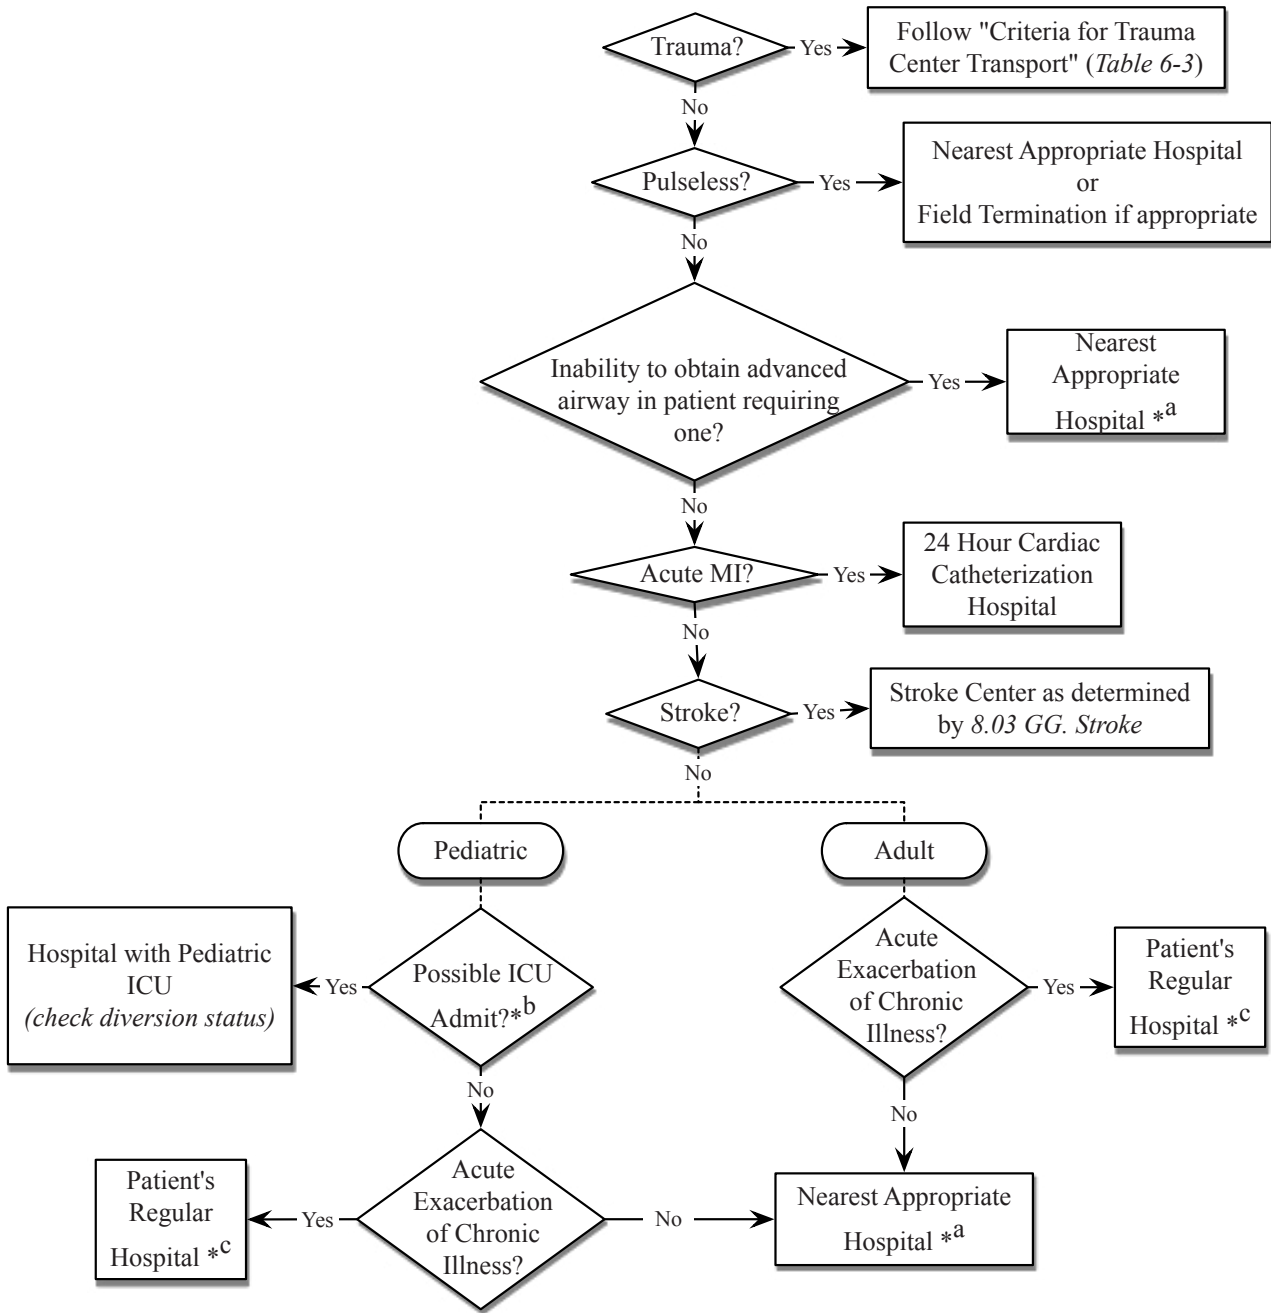 Trauma?
Yes
Follow "Criteria for Trauma
Center Transport" (Table 6-3)
No
Pulseless?
Yes
Nearest Appropriate Hospital
or
Field Termination if appropriate
No
Inability to obtain advanced
airway in patient requiring
one?
Yes
Nearest
Appropriate
Hospital *a
No
Acute MI?
Yes
24 Hour Cardiac
Catheterization
Hospital
No
Stroke?
Yes
Stroke Center as determined
by 8.03 GG. Stroke
No
Pediatric
Adult
Hospital with Pediatric
ICU
(check diversion status)
Yes
Possible ICU
Admit?*b
Acute
Exacerbation
of Chronic
Illness?
Yes
Patient's
Regular
Hospital *c
No
No
Patient's
Regular
Hospital *c
Yes
Acute
Exacerbation
of Chronic
Illness?
No
Nearest Appropriate
Hospital *a